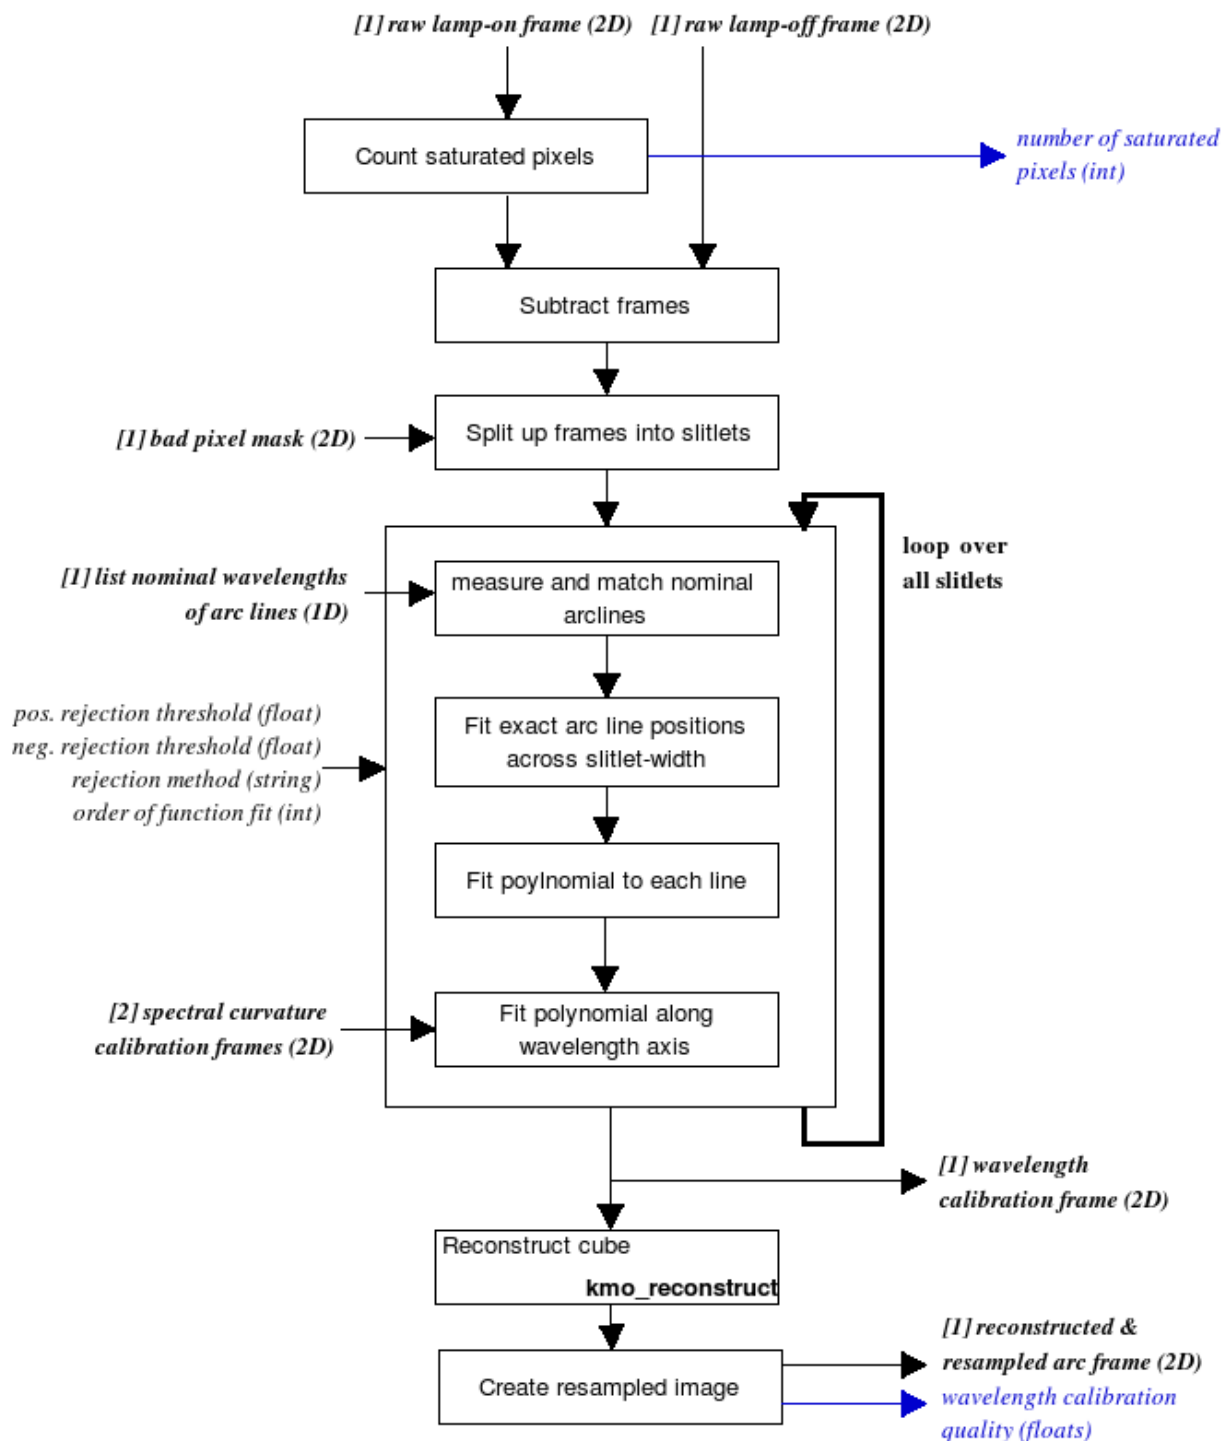 [1] raw lamp-on frame (2D) [1] raw lamp-off frame (2D)
Count saturated pixels
number of saturated
pixels (int)
Subtract frames
[1] bad pixel mask (2D)
Split up frames into slitlets
loop over
all slitlets
[1] list nominal wavelengths
of arc lines (1D)
measure and match nominal
arclines
pos. rejection threshold (float)
neg. rejection threshold (float)
rejection method (string)
order of function fit (int)
Fit exact arc line positions
across slitlet-width
Fit poylnomial to each line
[2] spectral curvature
calibration frames (2D)
Fit polynomial along
wavelength axis
[1] wavelength
calibration frame (2D)
Reconstruct cube
kmo_reconstruct
Create resampled image
[1] reconstructed &
resampled arc frame (2D)
wavelength calibration
quality (floats)